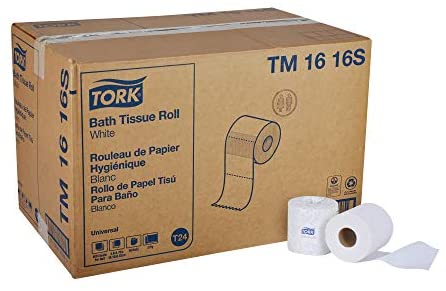 TM 16 16S
TORK
Bath Tissue Roll
White
Rouleau de Papier
Hygiénique
Blanc
Rollo de Papel Tisú
Para Baño
Blanco
Universal
T24
TM 16 16S